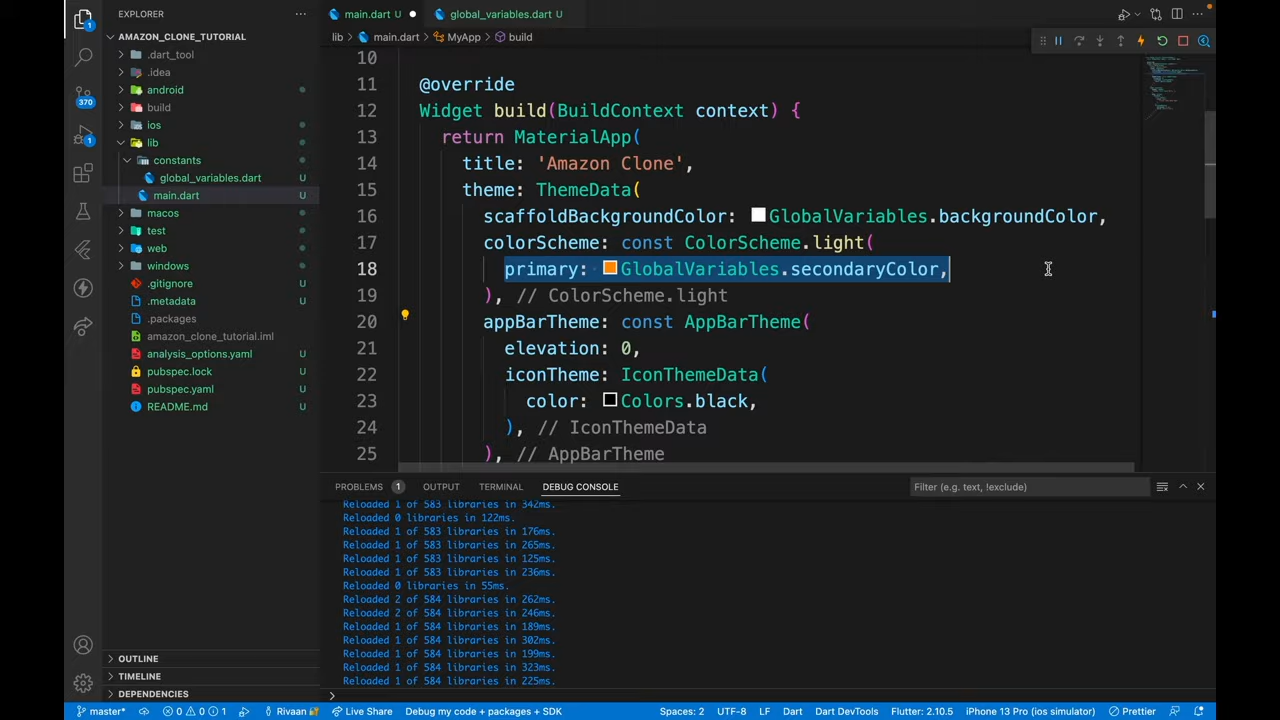 EXPLORER
AMAZON_CLONE_TUTORIAL
.dart_tool
.idea
android
build
ios
lib
constants
global_variables.dart U
main.dart U
macos
test
web
windows
.gitignore U
.metadata U
.packages
amazon_clone_tutorial.iml
analysis_options.yaml U
pubspec.lock U
pubspec.yaml U
README.md U
OUTLINE
TIMELINE
DEPENDENCIES
1
370
1
main.dart U
global_variables.dart U
lib > main.dart > MyApp > build
10
11 @override
12 Widget build(BuildContext context) {
13 return MaterialApp(
14 title: 'Amazon Clone',
15 theme: ThemeData(
16 scaffoldBackgroundColor: GlobalVariables.backgroundColor,
17 colorScheme: const ColorScheme.light(
18 primary: GlobalVariables.secondaryColor,
19 ), // ColorScheme.light
20 appBarTheme: const AppBarTheme(
21 elevation: 0,
22 iconTheme: IconThemeData(
23 color: Colors.black,
24 ), // IconThemeData
25 ), // AppBarTheme
PROBLEMS 1 OUTPUT TERMINAL DEBUG CONSOLE Filter (e.g. text, !exclude)
Reloaded 1 of 583 libraries in 342ms.
Reloaded 0 libraries in 122ms.
Reloaded 1 of 583 libraries in 176ms.
Reloaded 1 of 583 libraries in 265ms.
Reloaded 1 of 583 libraries in 125ms.
Reloaded 1 of 583 libraries in 236ms.
Reloaded 0 libraries in 55ms.
Reloaded 2 of 584 libraries in 262ms.
Reloaded 2 of 584 libraries in 246ms.
Reloaded 1 of 584 libraries in 189ms.
Reloaded 1 of 584 libraries in 302ms.
Reloaded 1 of 584 libraries in 199ms.
Reloaded 1 of 584 libraries in 323ms.
Reloaded 1 of 584 libraries in 225ms.
>
master* 0 0 1 Rivaan Live Share Debug my code + packages + SDK Spaces: 2 UTF-8 LF Dart Dart DevTools Flutter: 2.10.5 iPhone 13 Pro (ios simulator) Prettier